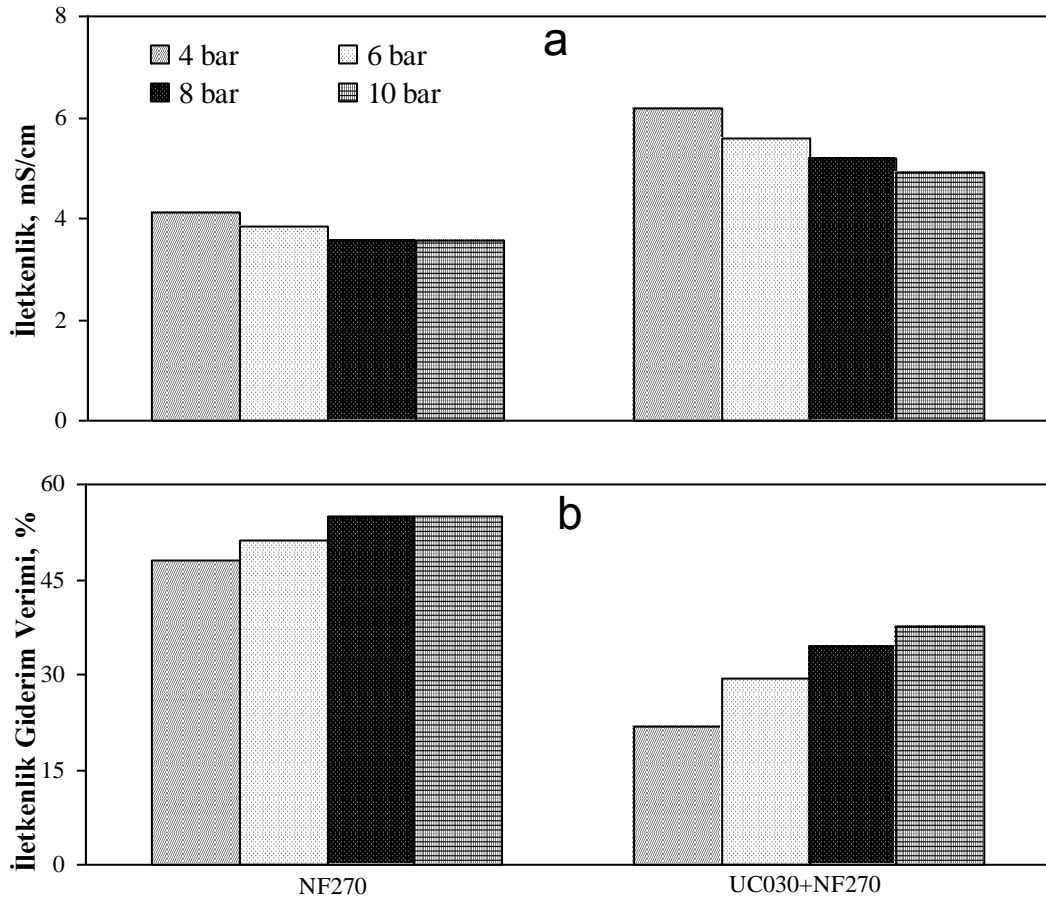 8
a
4 bar
6 bar
8 bar
10 bar
6
4
2
0
İletkenlik, mS/cm
60
b
45
30
15
0
İletkenlik Giderim Verimi, %
NF270
UC030+NF270